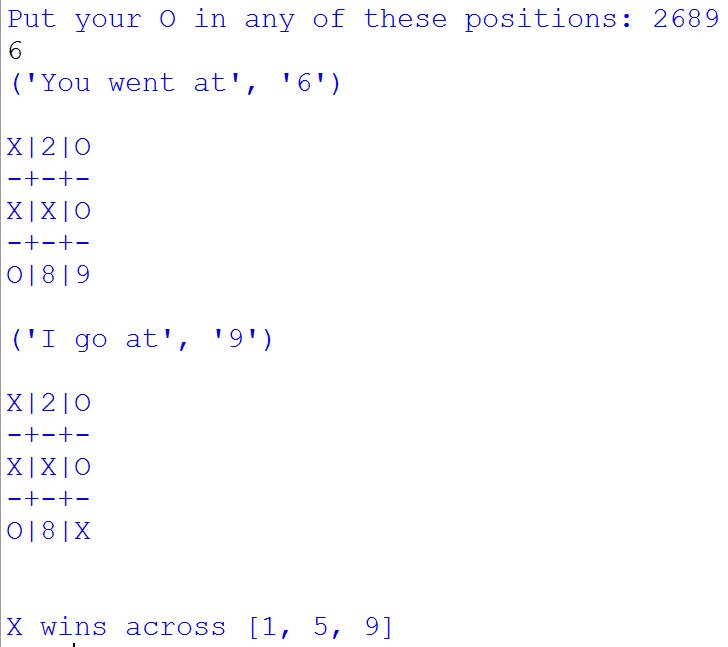 Put your O in any of these positions: 2689
6
('You went at', '6')
X|2|O
-+-+-
X|X|O
-+-+-
O|8|9
('I go at', '9')
X|2|O
-+-+-
X|X|O
-+-+-
O|8|X
X wins across [1, 5, 9]